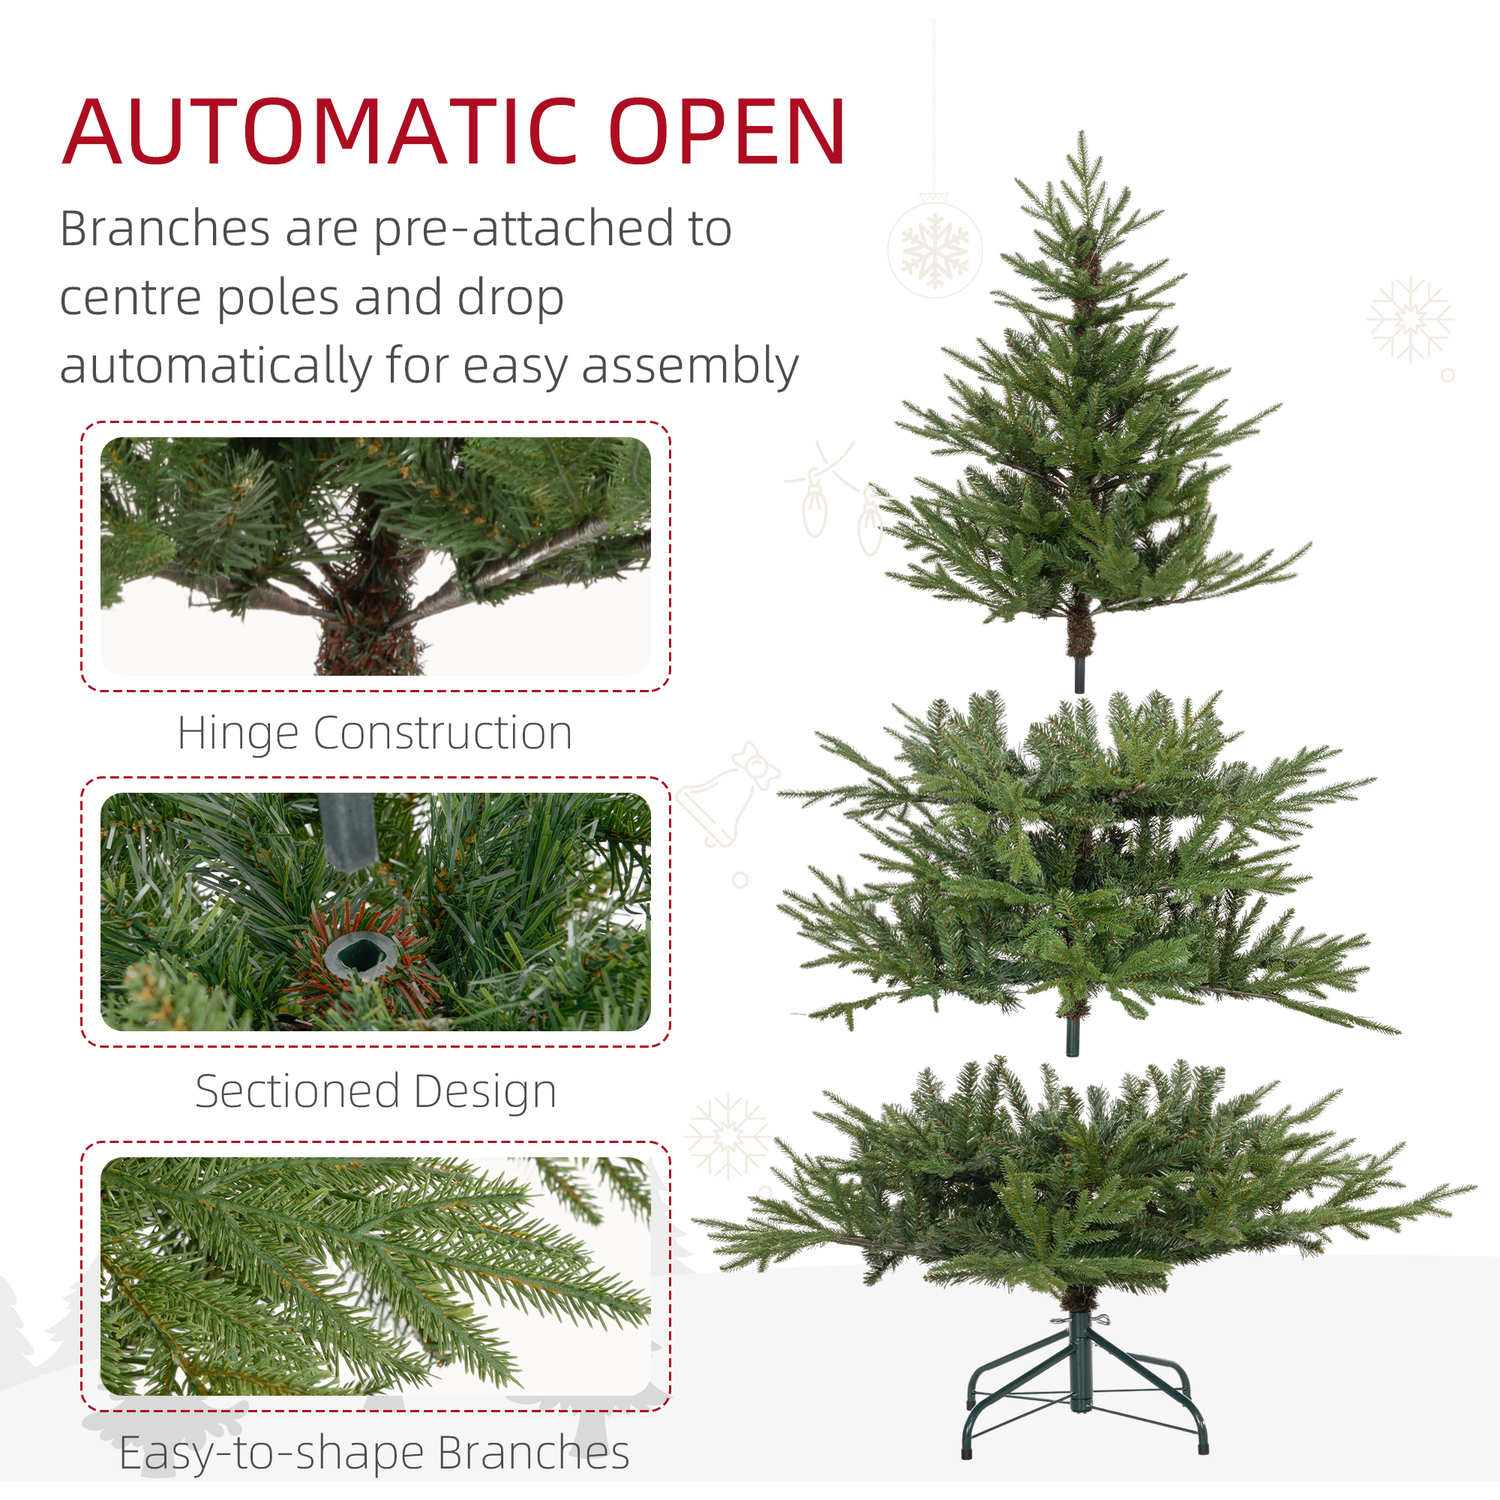 AUTOMATIC OPEN
Branches are pre-attached to
centre poles and drop
automatically for easy assembly
Hinge Construction
Sectioned Design
Easy-to-shape Branches